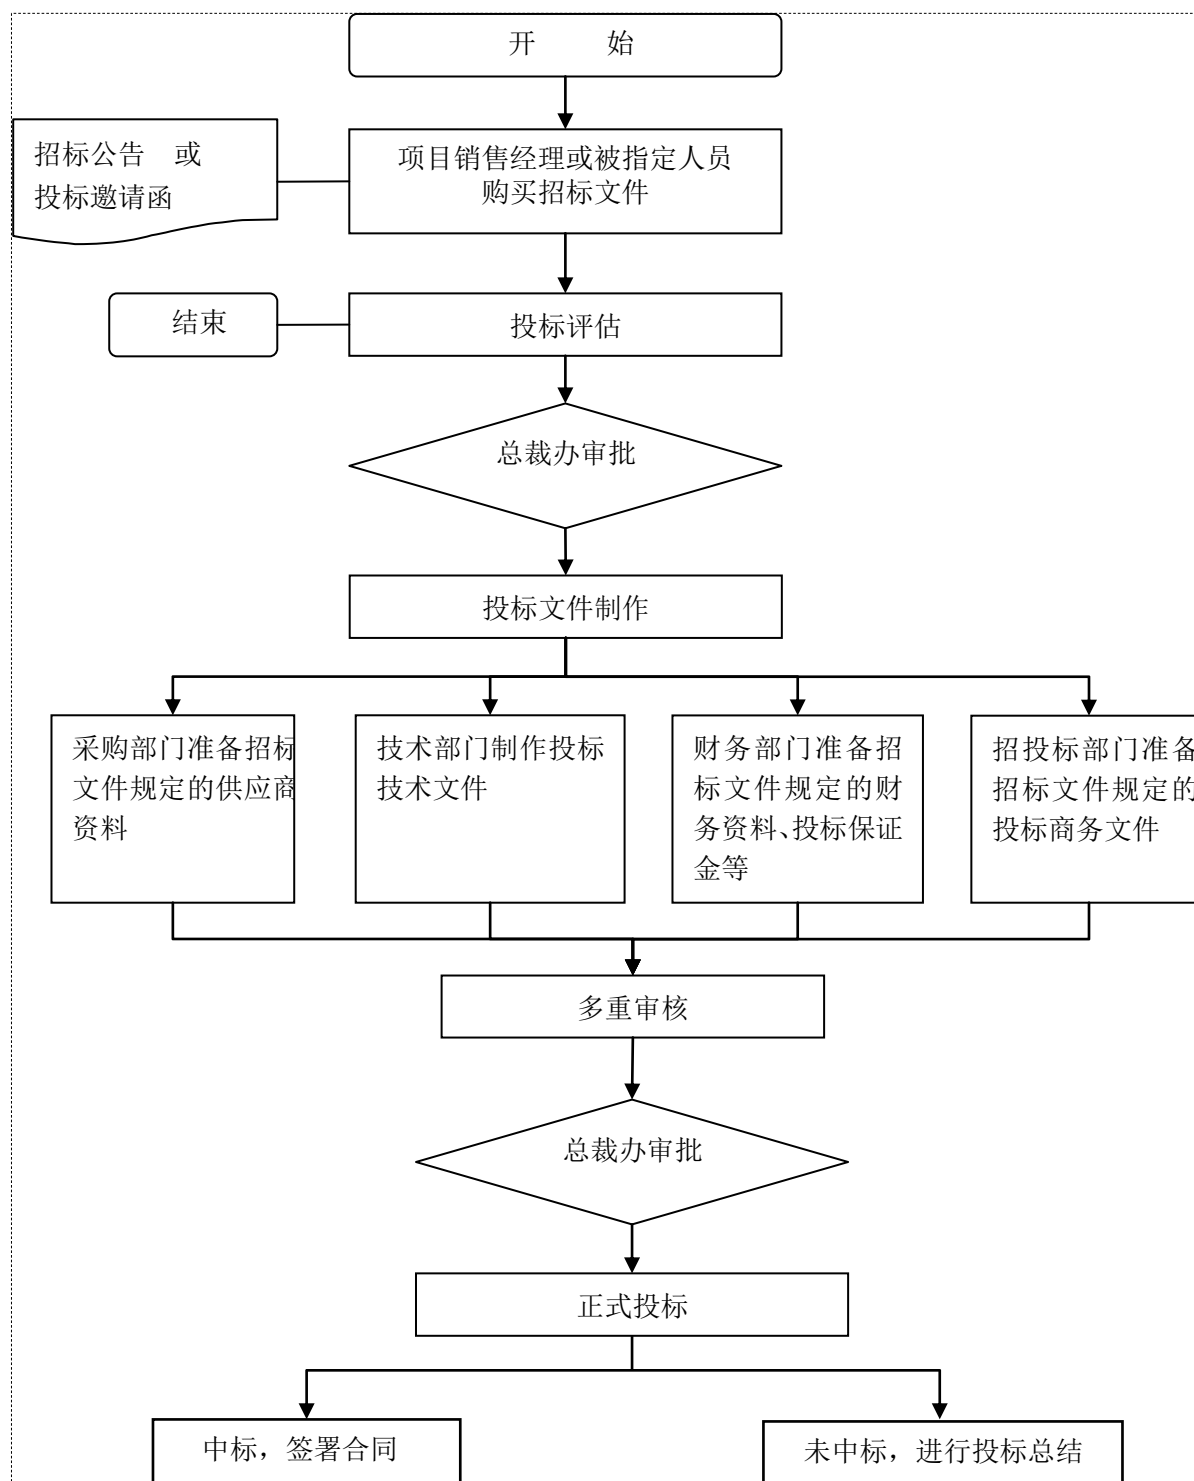 开 始
招标公告 或
投标邀请函
项目销售经理或被指定人员
购买招标文件
结束
投标评估
总裁办审批
投标文件制作
采购部门准备招标
文件规定的供应商
资料
技术部门制作投标
技术文件
财务部门准备招
标文件规定的财
务资料、投标保证
金等
招投标部门准备
招标文件规定的
投标商务文件
多重审核
总裁办审批
正式投标
中标，签署合同
未中标，进行投标总结